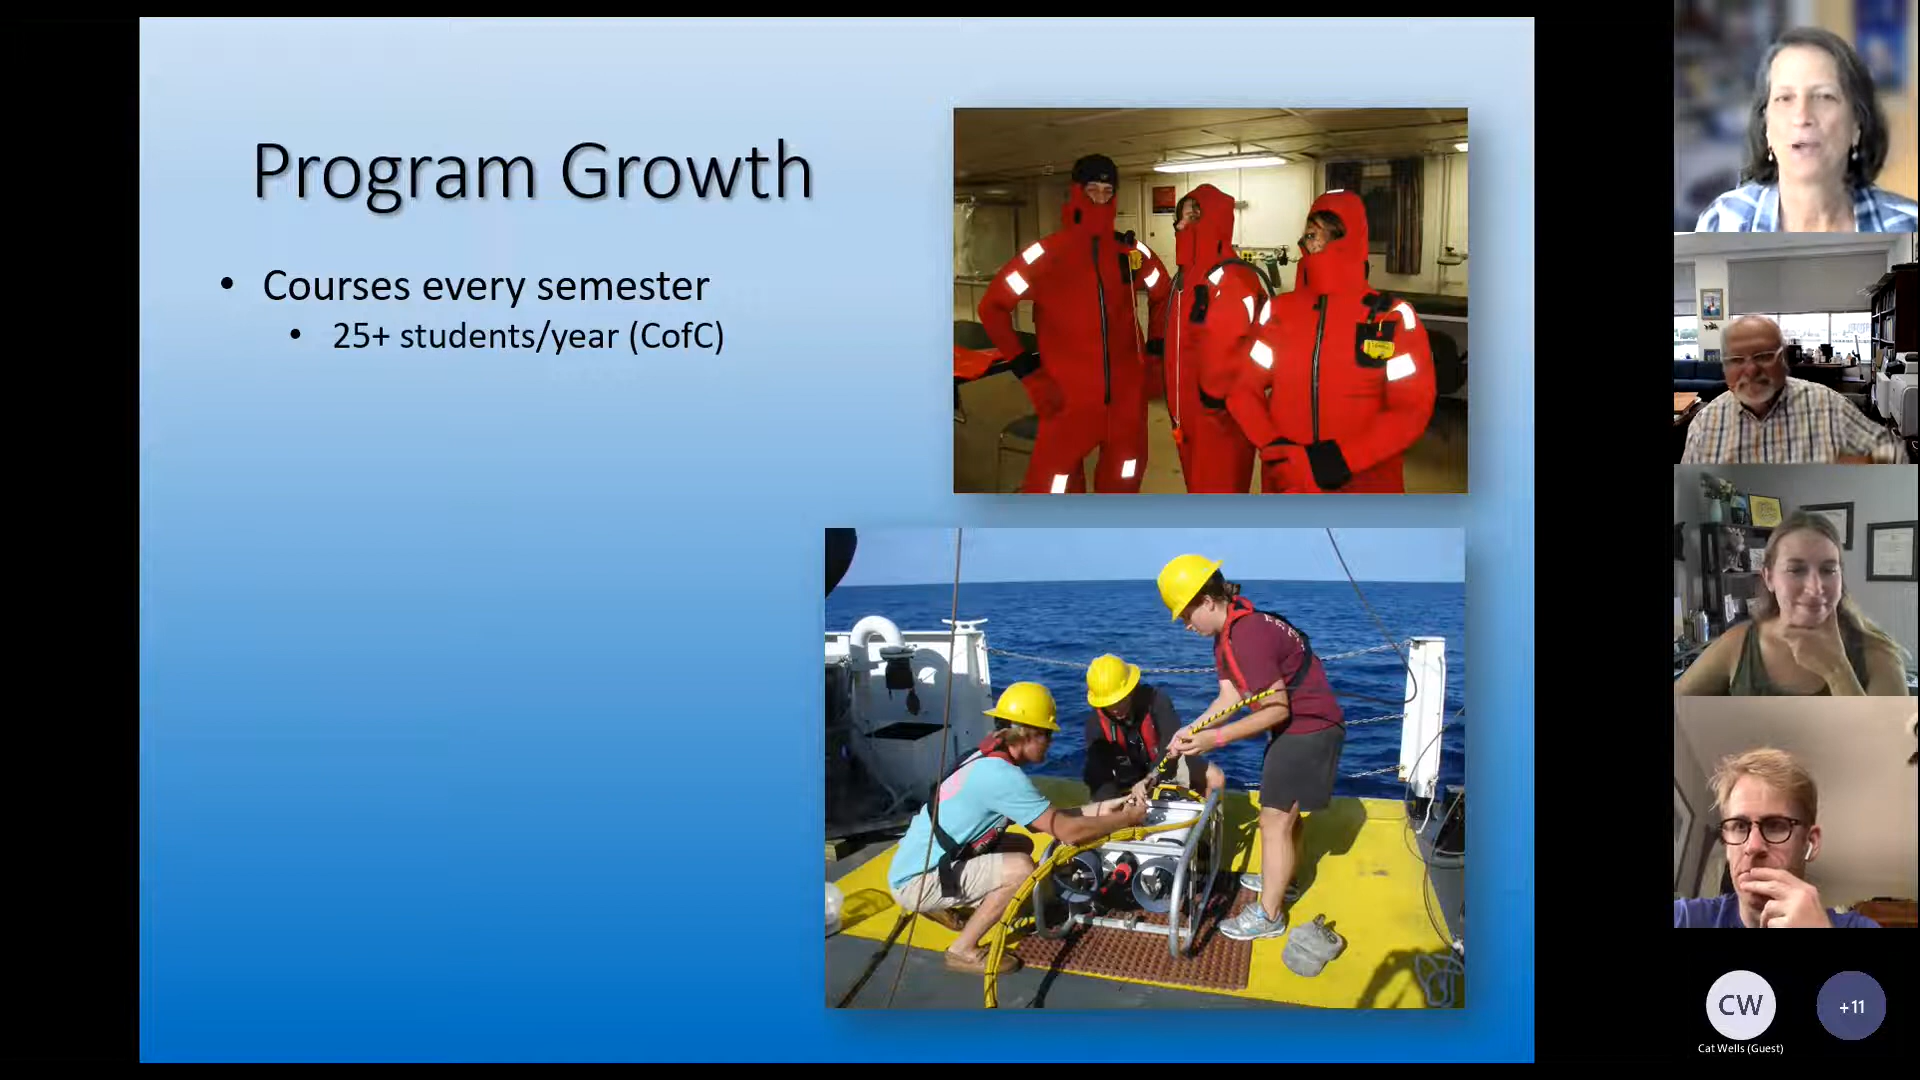 Program Growth
• Courses every semester
• 25+ students/year (CofC)
CW
+11
Cat Wells (Guest)